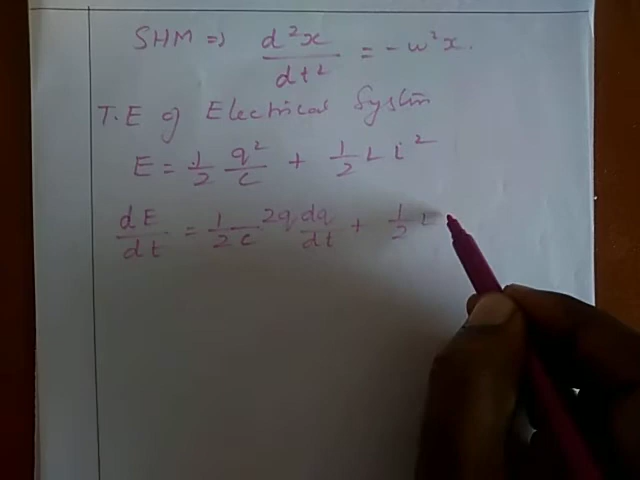 SHM => d²x/dt² = -ω²x.
T.E of Electrical System
E = 1/2 q²/C + 1/2 L i²
dE/dt = 1/2C 2q dq/dt + 1/2 L